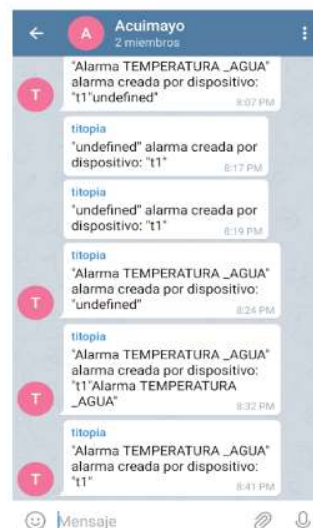 A
Acuimayo
2 miembros
"Alarma TEMPERATURA _AGUA"
alarma creada por dispositivo:
"t1"undefined"
8:07 PM
T
titopia
"undefined" alarma creada por
dispositivo: "t1"
8:17 PM
titopia
"undefined" alarma creada por
dispositivo: "t1"
8:19 PM
titopia
"Alarma TEMPERATURA _AGUA"
alarma creada por dispositivo:
"undefined"
8:24 PM
T
titopia
"Alarma TEMPERATURA _AGUA"
alarma creada por dispositivo:
"t1"Alarma TEMPERATURA
_AGUA"
8:32 PM
T
titopia
"Alarma TEMPERATURA _AGUA"
alarma creada por dispositivo:
"t1"
8:41 PM
T
Mensaje